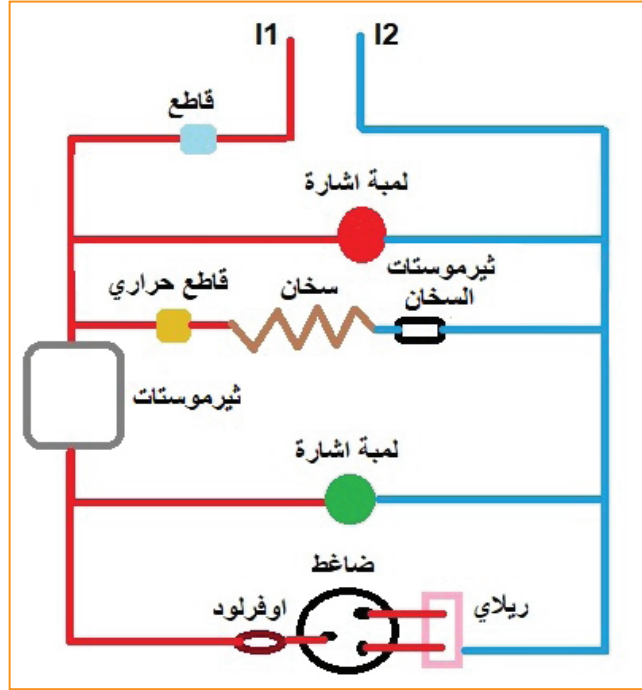 I1 I2
قاطع
لمبة اشارة
ثيرموستات
السخان
سخان
قاطع حراري
ثيرموستات
لمبة اشارة
ضاغط
اوفرلود
ريلاي